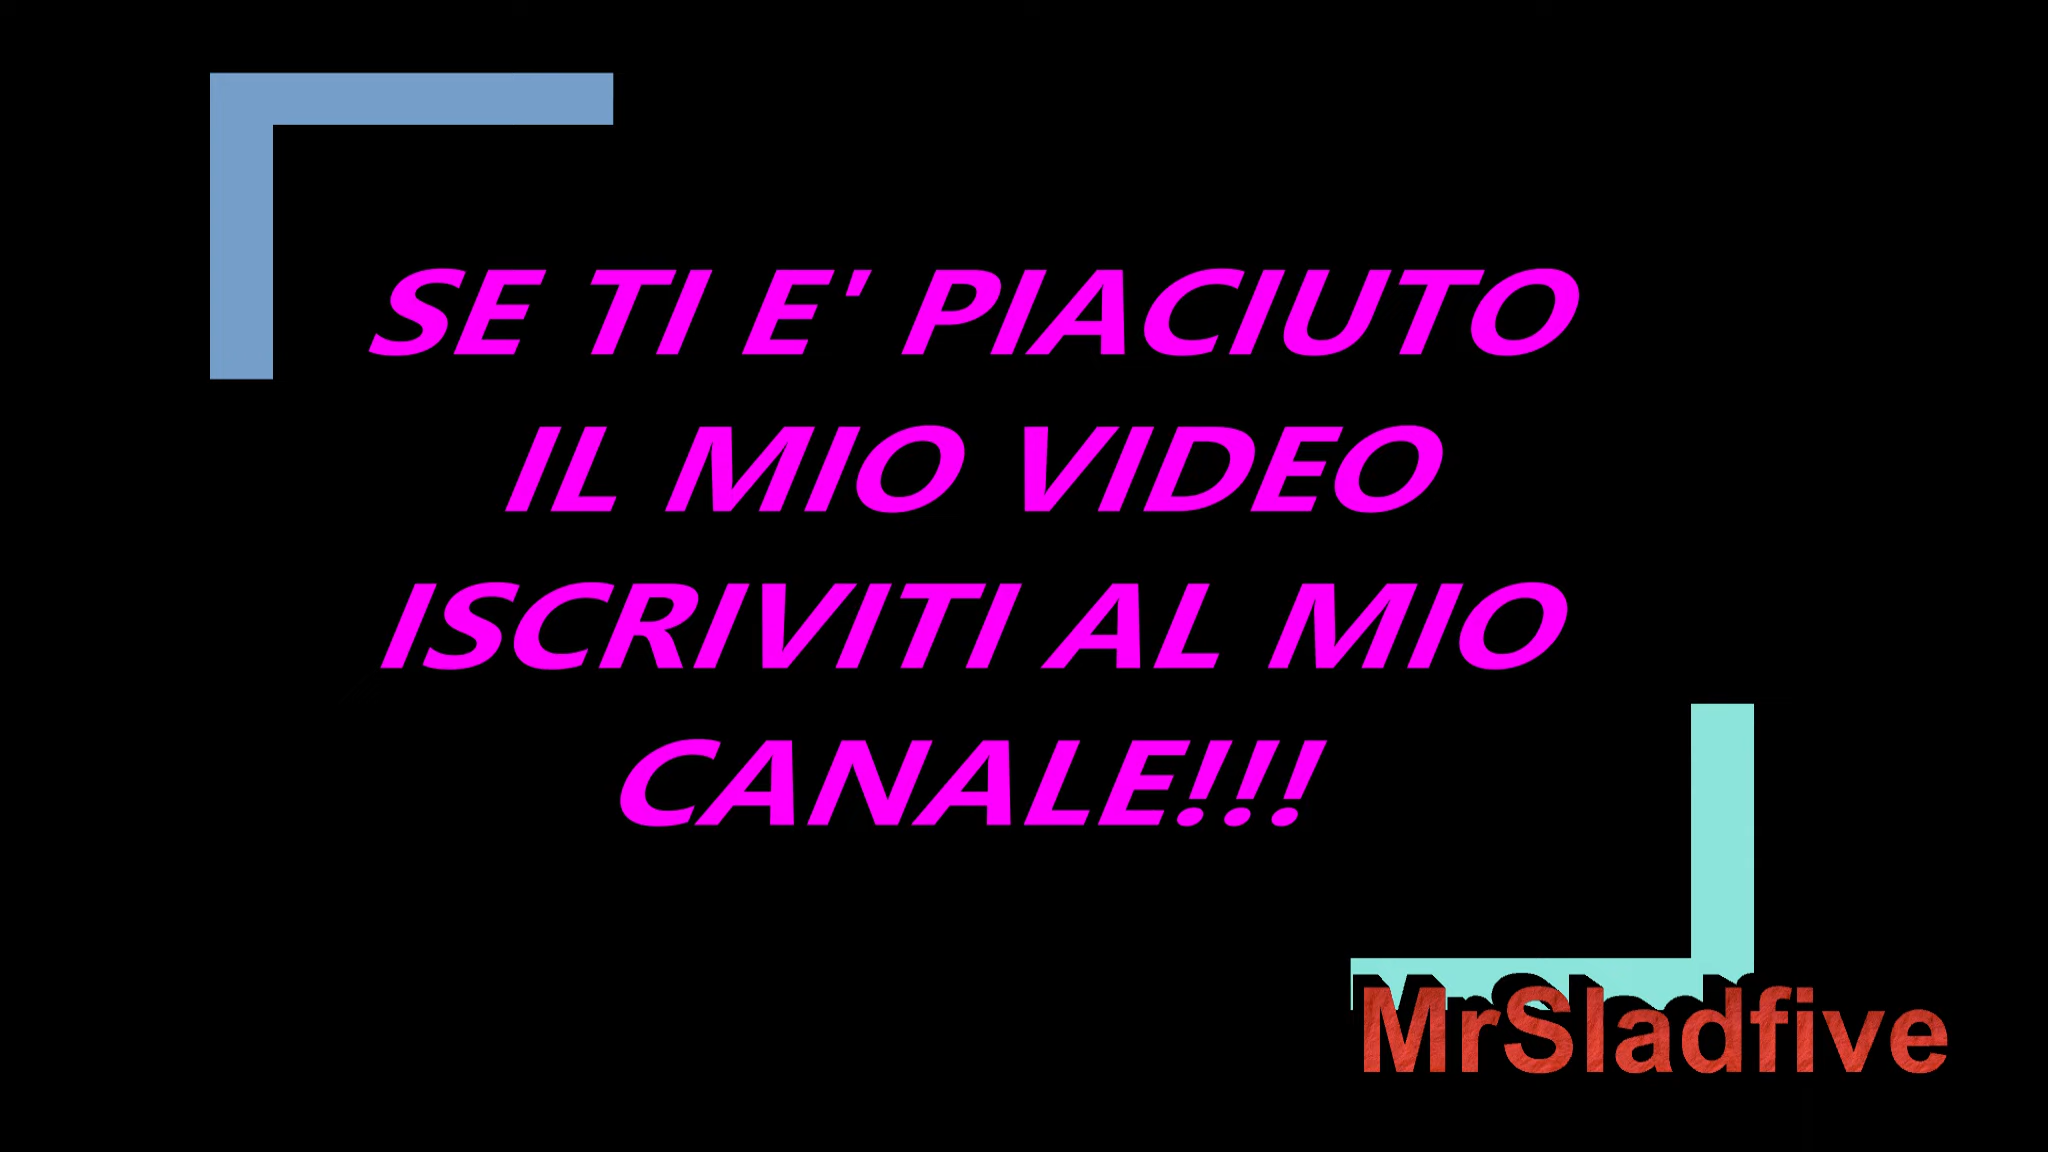 SE TI E' PIACIUTO
IL MIO VIDEO
ISCRIVITI AL MIO
CANALE!!!
MrSladfive